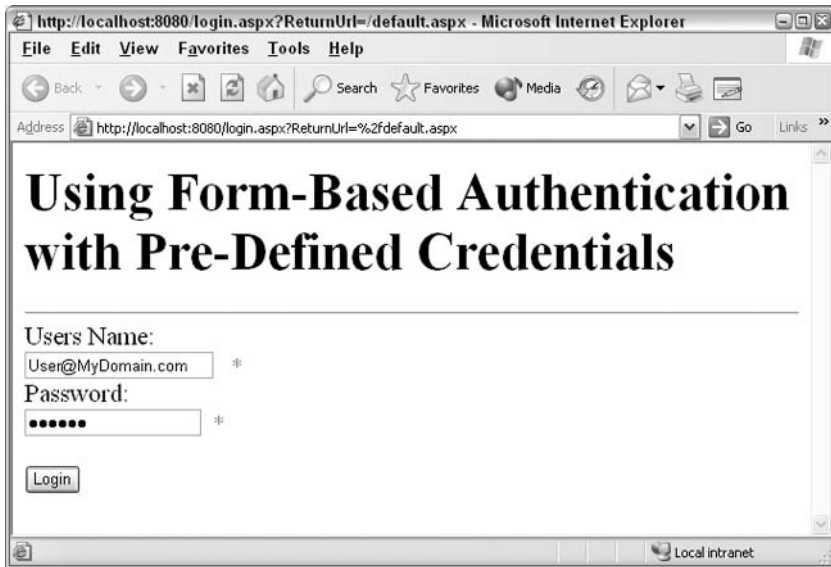 http://localhost:8080/login.aspx?ReturnUrl=/default.aspx - Microsoft Internet Explorer
File Edit View Favorites Tools Help
Back Search Favorites Media
Address http://localhost:8080/login.aspx?ReturnUrl=%2fdefault.aspx Go Links »
Using Form-Based Authentication
with Pre-Defined Credentials
Users Name:
User@MyDomain.com *
Password:
•••••• *
Login
Local intranet